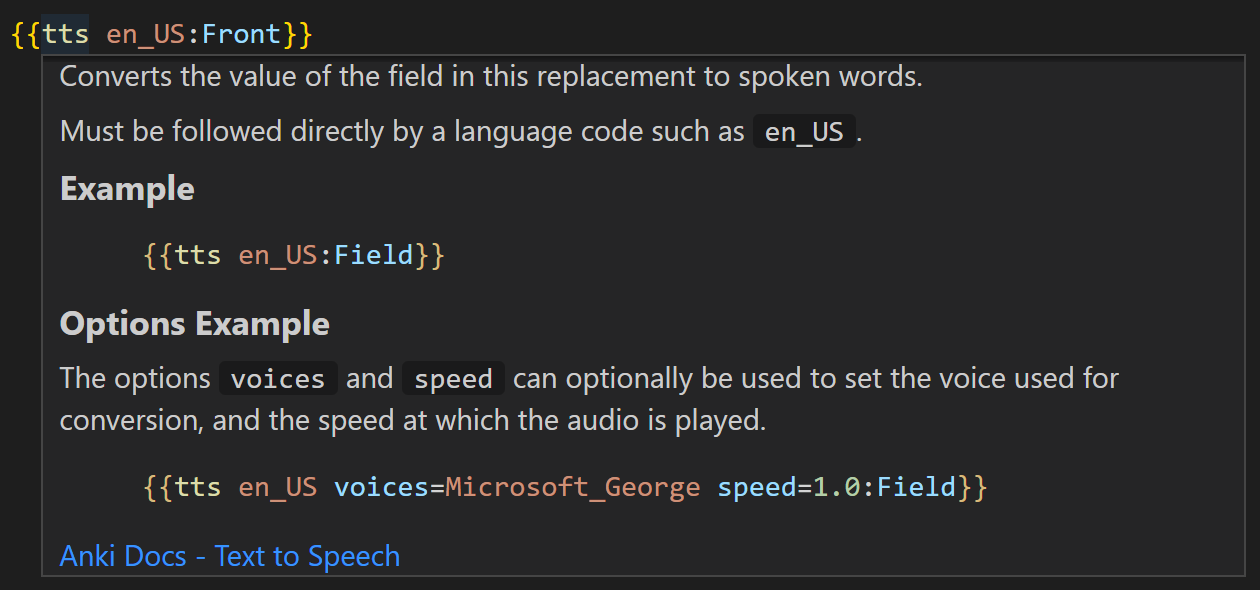 {{tts en_US:Front}}
Converts the value of the field in this replacement to spoken words.
Must be followed directly by a language code such as en_US.
Example
{{tts en_US:Field}}
Options Example
The options voices and speed can optionally be used to set the voice used for
conversion, and the speed at which the audio is played.
{{tts en_US voices=Microsoft_George speed=1.0:Field}}
Anki Docs - Text to Speech